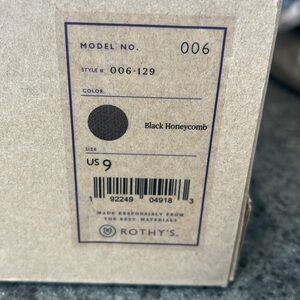 MODEL NO. 006
STYLE # 006-129
COLOR
Black Honeycomb
SIZE
US 9
1 92249 04918 3
MADE RESPONSIBLY FROM
THE BEST MATERIALS
ROTHY'S.